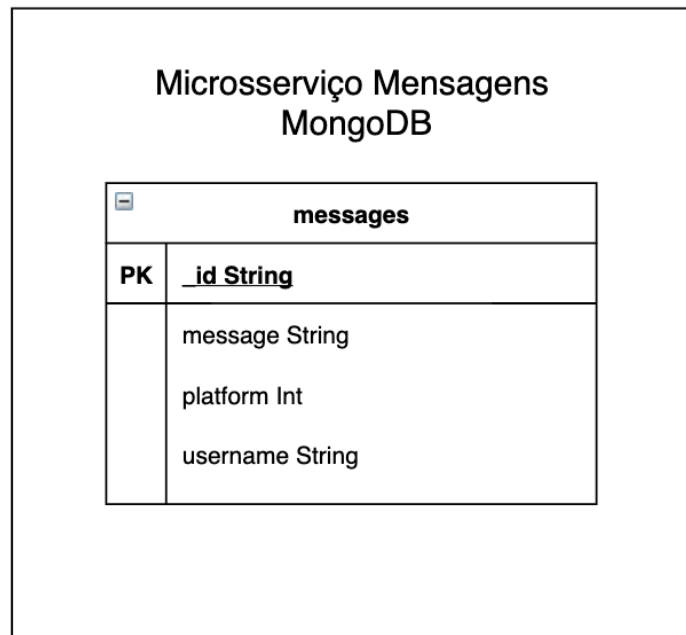 Microsserviço Mensagens
MongoDB
messages
PK _id String
message String
platform Int
username String